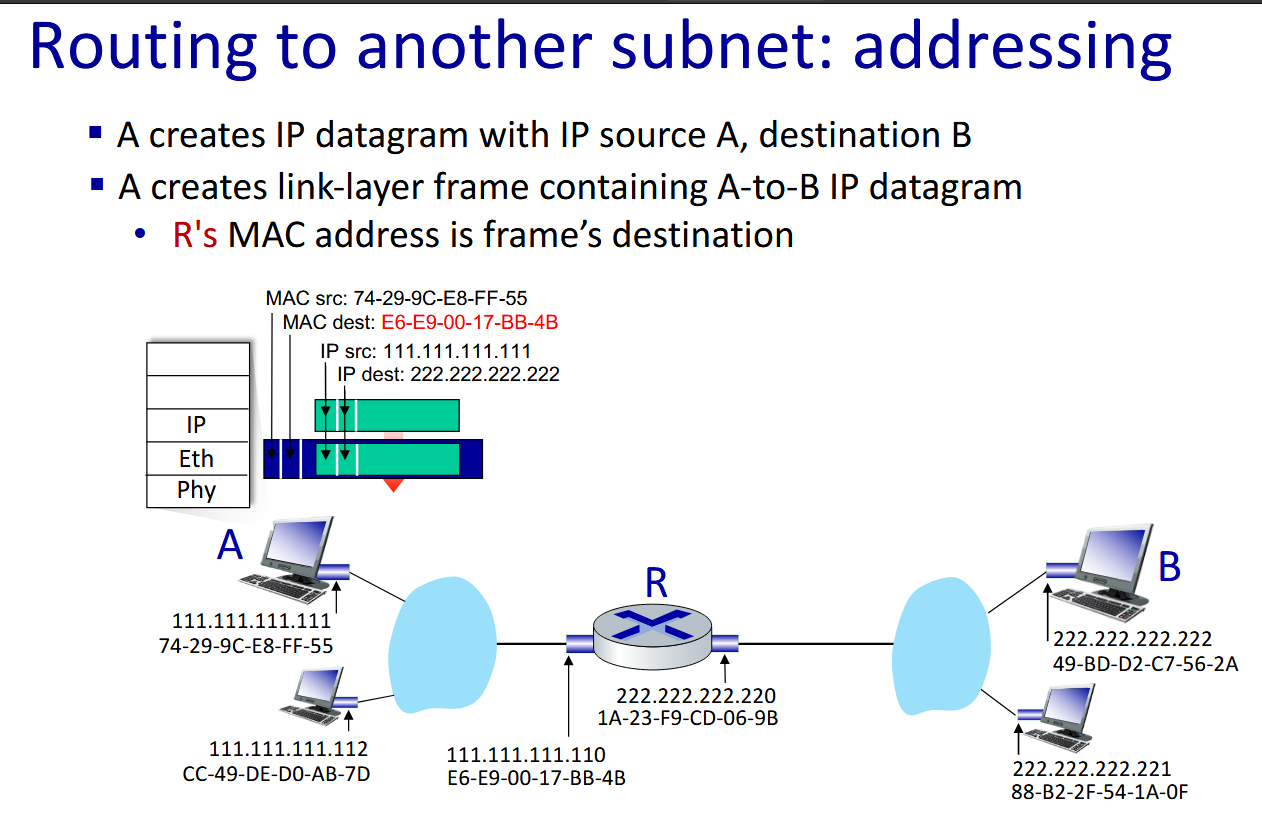 Routing to another subnet: addressing
▪ A creates IP datagram with IP source A, destination B
▪ A creates link-layer frame containing A-to-B IP datagram
• R's MAC address is frame’s destination
MAC src: 74-29-9C-E8-FF-55
MAC dest: E6-E9-00-17-BB-4B
IP src: 111.111.111.111
IP dest: 222.222.222.222
IP
Eth
Phy
A
R
B
111.111.111.111
74-29-9C-E8-FF-55
222.222.222.222
49-BD-D2-C7-56-2A
222.222.222.220
1A-23-F9-CD-06-9B
111.111.111.112
CC-49-DE-D0-AB-7D
111.111.111.110
E6-E9-00-17-BB-4B
222.222.222.221
88-B2-2F-54-1A-0F